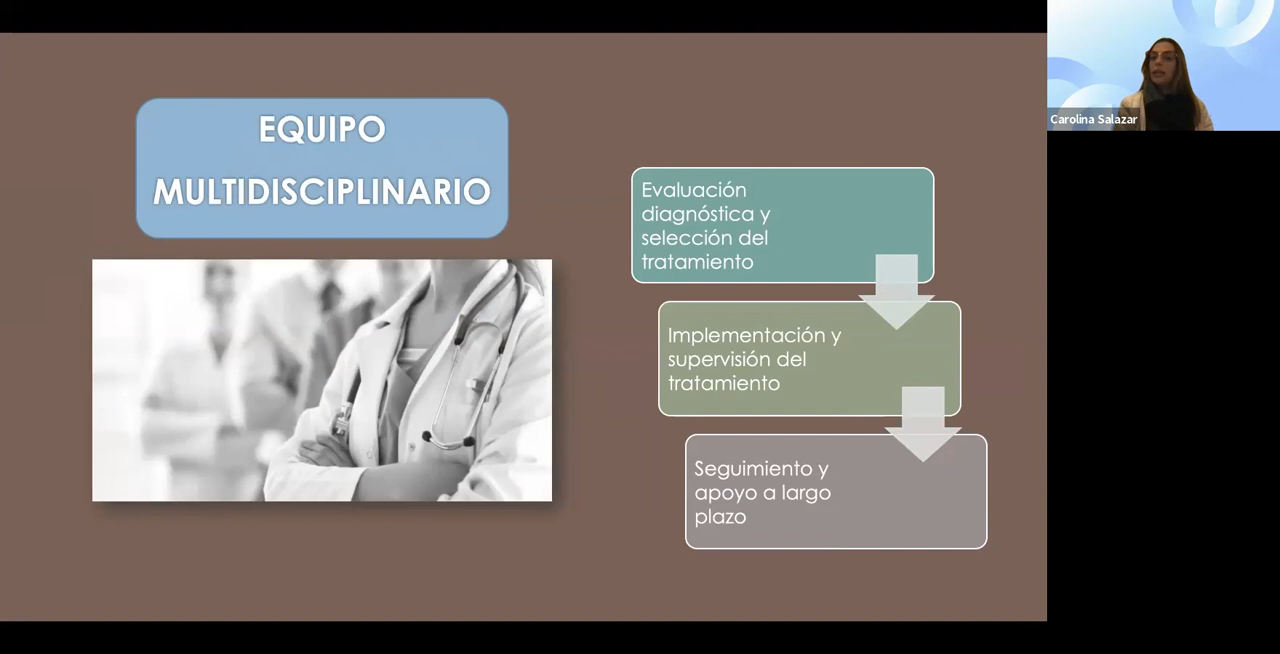 EQUIPO
MULTIDISCIPLINARIO
Evaluación
diagnóstica y
selección del
tratamiento
Implementación y
supervisión del
tratamiento
Seguimiento y
apoyo a largo
plazo
Carolina Salazar